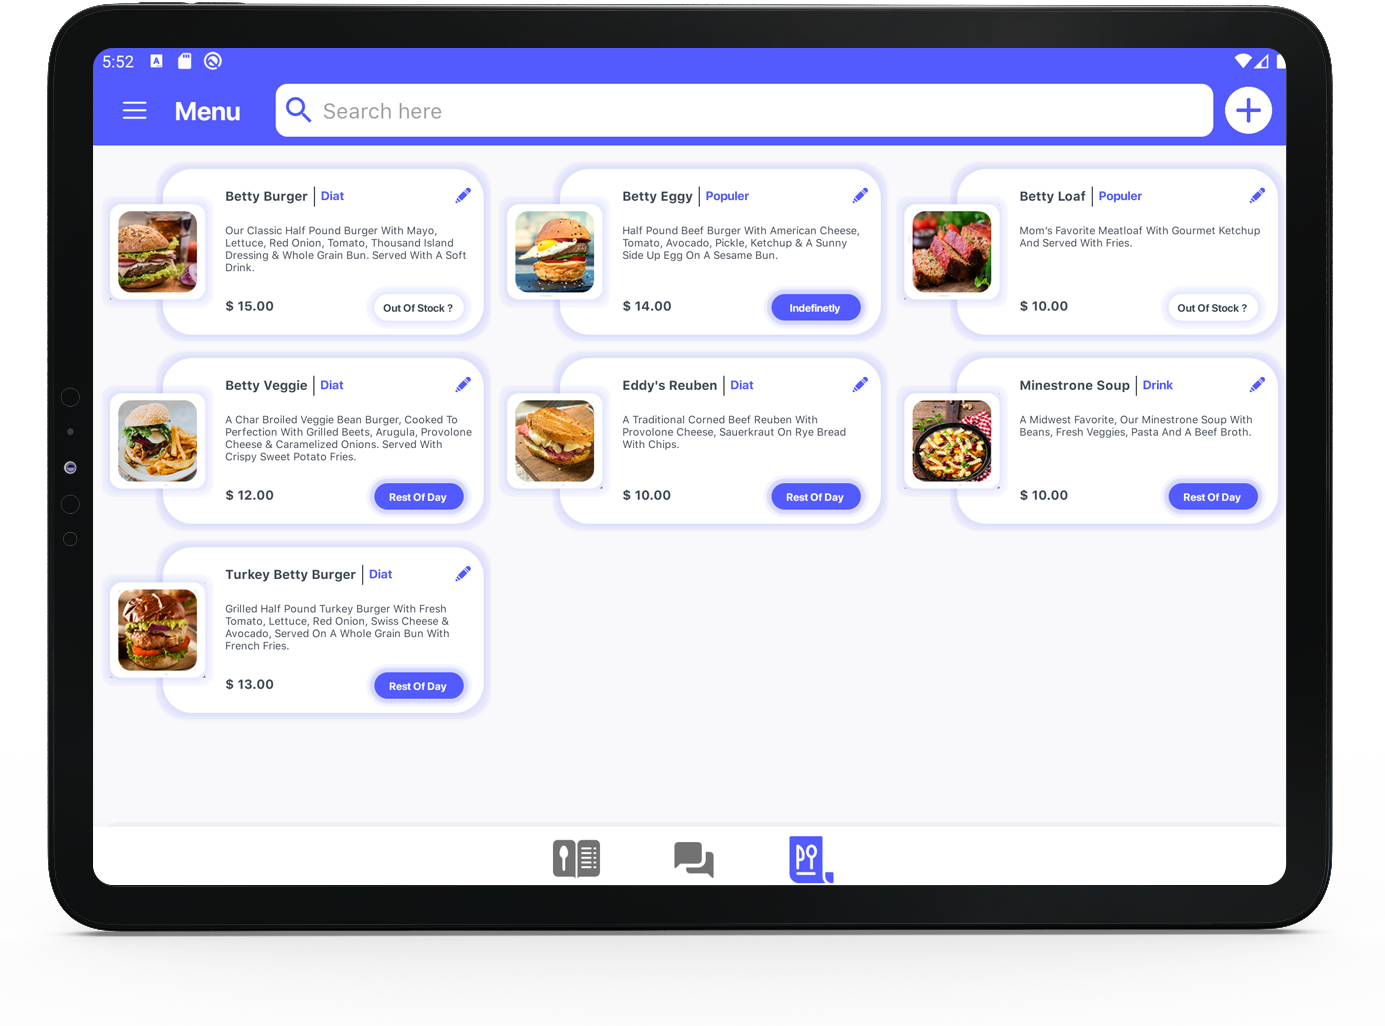 5:52
Menu
Search here
Betty Burger | Diat
Our Classic Half Pound Burger With Mayo,
Lettuce, Red Onion, Tomato, Thousand Island
Dressing & Whole Grain Bun. Served With A Soft
Drink.
$ 15.00
Out Of Stock ?
Betty Eggy | Populer
Half Pound Beef Burger With American Cheese,
Tomato, Avocado, Pickle, Ketchup & A Sunny
Side Up Egg On A Sesame Bun.
$ 14.00
Indefinetly
Betty Loaf | Populer
Mom's Favorite Meatloaf With Gourmet Ketchup
And Served With Fries.
$ 10.00
Out Of Stock ?
Betty Veggie | Diat
A Char Broiled Veggie Bean Burger, Cooked To
Perfection With Grilled Beets, Arugula, Provolone
Cheese & Caramelized Onions. Served With
Crispy Sweet Potato Fries.
$ 12.00
Rest Of Day
Eddy's Reuben | Diat
A Traditional Corned Beef Reuben With
Provolone Cheese, Sauerkraut On Rye Bread
With Chips.
$ 10.00
Rest Of Day
Minestrone Soup | Drink
A Midwest Favorite, Our Minestrone Soup With
Beans, Fresh Veggies, Pasta And A Beef Broth.
$ 10.00
Rest Of Day
Turkey Betty Burger | Diat
Grilled Half Pound Turkey Burger With Fresh
Tomato, Lettuce, Red Onion, Swiss Cheese &
Avocado, Served On A Whole Grain Bun With
French Fries.
$ 13.00
Rest Of Day